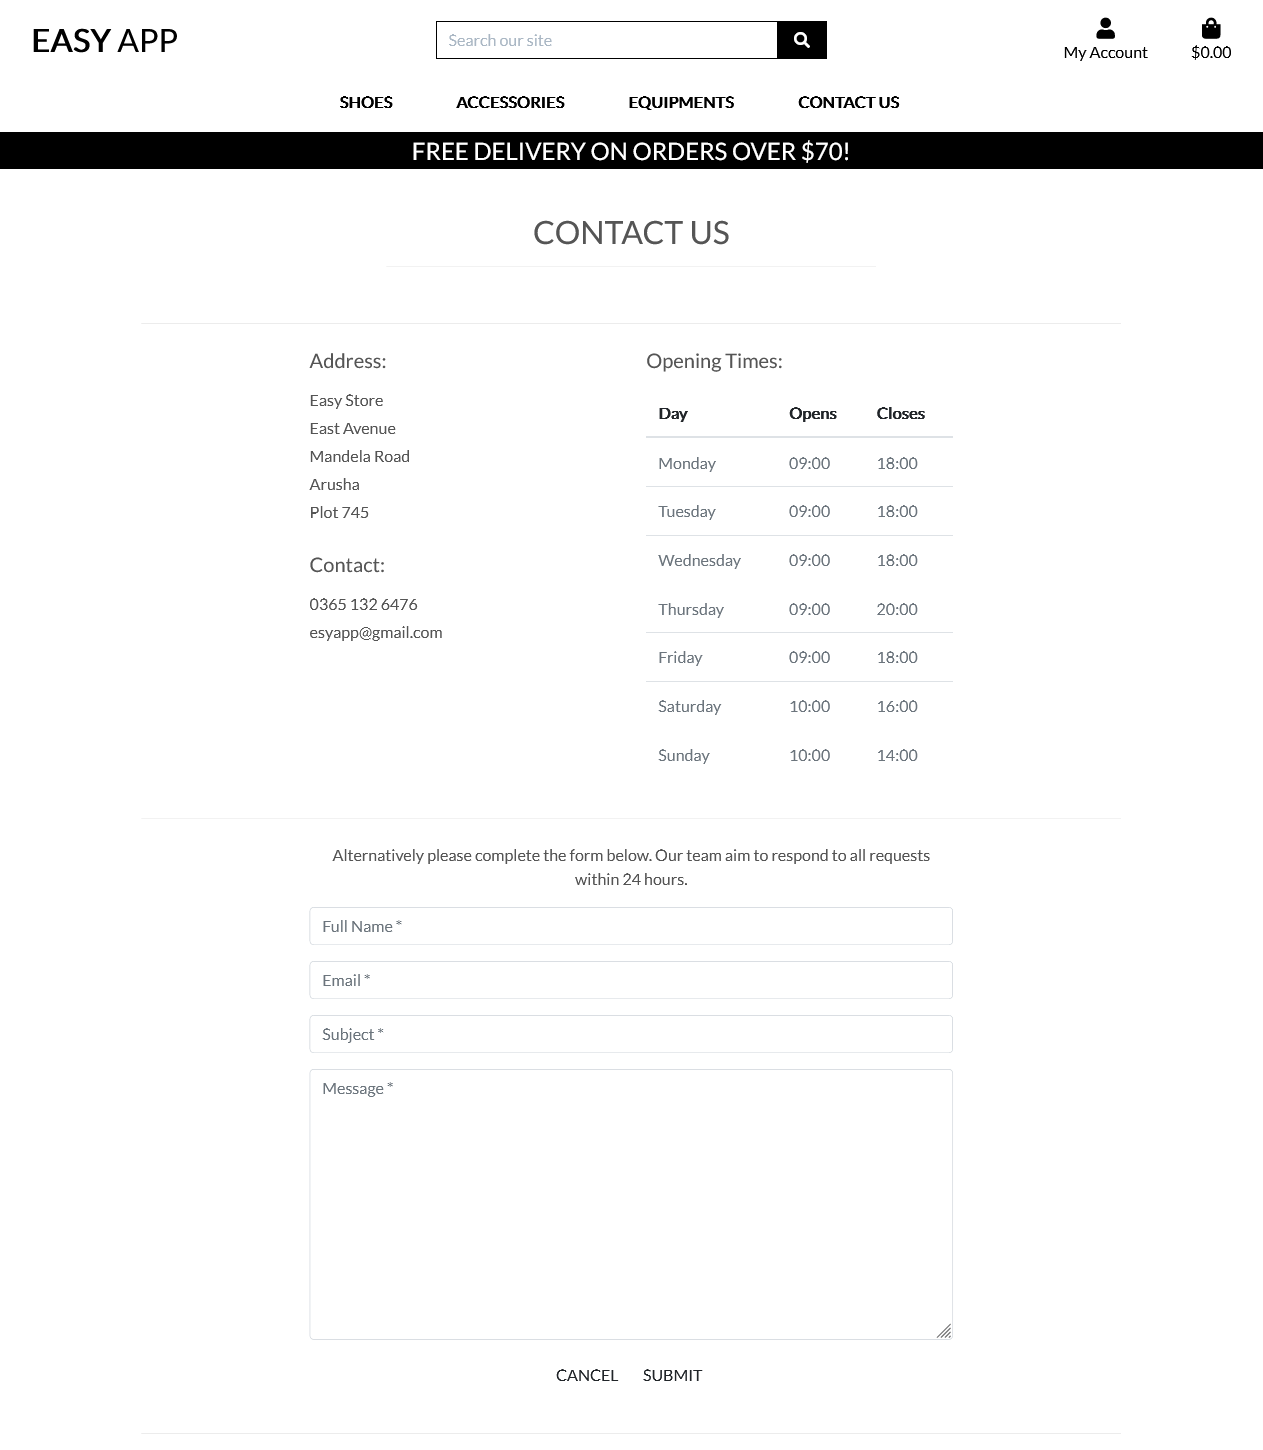 EASY APP
Search our site
My Account
$0.00
SHOES ACCESSORIES EQUIPMENTS CONTACT US
FREE DELIVERY ON ORDERS OVER $70!
CONTACT US
Address:
Easy Store
East Avenue
Mandela Road
Arusha
Plot 745
Contact:
0365 132 6476
esyapp@gmail.com
Opening Times:
Day Opens Closes
Monday 09:00 18:00
Tuesday 09:00 18:00
Wednesday 09:00 18:00
Thursday 09:00 20:00
Friday 09:00 18:00
Saturday 10:00 16:00
Sunday 10:00 14:00
Alternatively please complete the form below. Our team aim to respond to all requests
within 24 hours.
Full Name *
Email *
Subject *
Message *
CANCEL SUBMIT